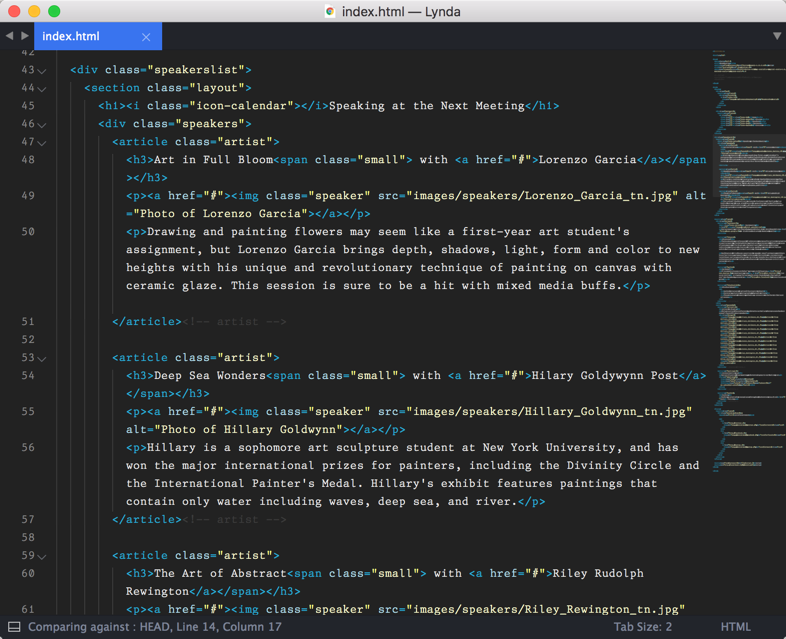 index.html — Lynda
index.html
42
43 <div class="speakerslist">
44 <section class="layout">
45 <h1><i class="icon-calendar"></i>Speaking at the Next Meeting</h1>
46 <div class="speakers">
47 <article class="artist">
48 <h3>Art in Full Bloom<span class="small"> with <a href="#">Lorenzo Garcia</a></span
></h3>
49 <p><a href="#"><img class="speaker" src="images/speakers/Lorenzo_Garcia_tn.jpg" alt
="Photo of Lorenzo Garcia"></a></p>
50 <p>Drawing and painting flowers may seem like a first-year art student's
assignment, but Lorenzo Garcia brings depth, shadows, light, form and color to new
heights with his unique and revolutionary technique of painting on canvas with
ceramic glaze. This session is sure to be a hit with mixed media buffs.</p>
51 </article><!-- artist -->
52
53 <article class="artist">
54 <h3>Deep Sea Wonders<span class="small"> with <a href="#">Hilary Goldywynn Post</a>
</span></h3>
55 <p><a href="#"><img class="speaker" src="images/speakers/Hillary_Goldwynn_tn.jpg"
alt="Photo of Hillary Goldwynn"></a></p>
56 <p>Hillary is a sophomore art sculpture student at New York University, and has
won the major international prizes for painters, including the Divinity Circle and
the International Painter's Medal. Hillary's exhibit features paintings that
contain only water including waves, deep sea, and river.</p>
57 </article><!-- artist -->
58
59 <article class="artist">
60 <h3>The Art of Abstract<span class="small"> with <a href="#">Riley Rudolph
Rewington</a></span></h3>
61 <p><a href="#"><img class="speaker" src="images/speakers/Riley_Rewington_tn.jpg"
Comparing against : HEAD, Line 14, Column 17
Tab Size: 2
HTML